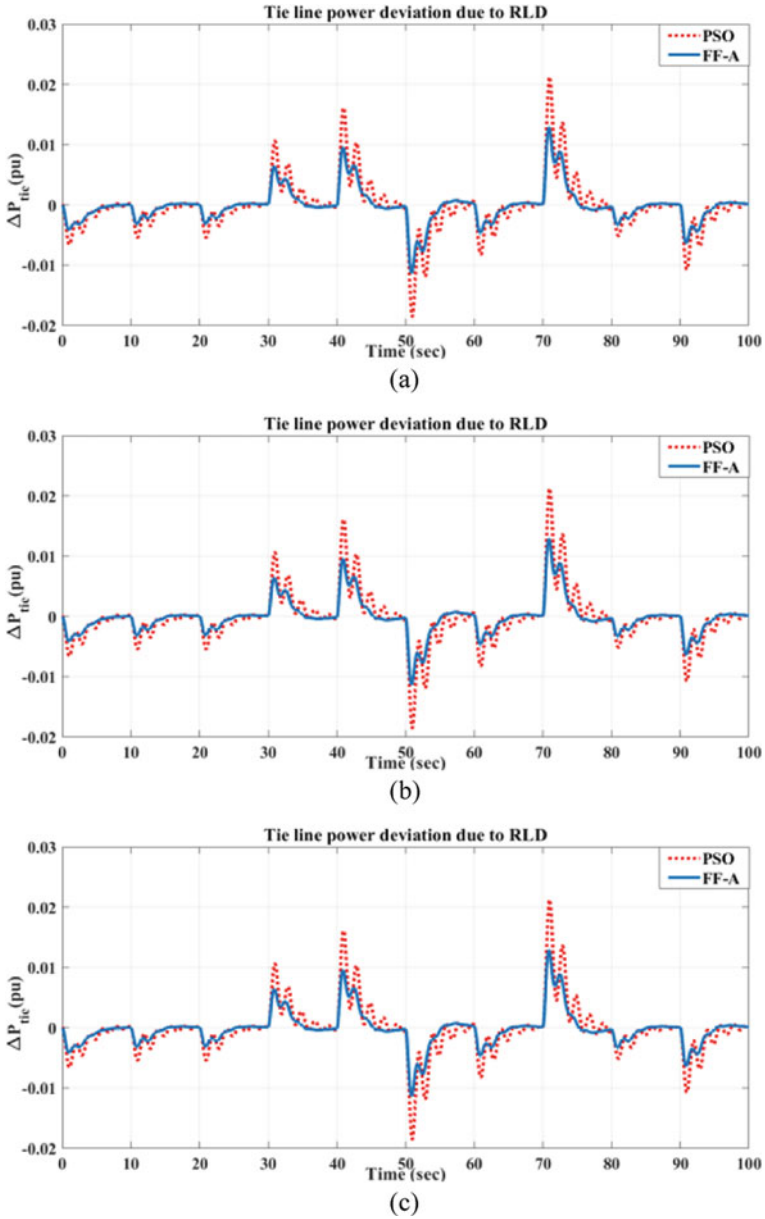 Tie line power deviation due to RLD
0.03
0.02
0.01
0
-0.01
-0.02
ΔP_tie(pu)
PSO
FF-A
0 10 20 30 40 50 60 70 80 90 100
Time (sec)
(a)
Tie line power deviation due to RLD
0.03
0.02
0.01
0
-0.01
-0.02
ΔP_tie(pu)
PSO
FF-A
0 10 20 30 40 50 60 70 80 90 100
Time (sec)
(b)
Tie line power deviation due to RLD
0.03
0.02
0.01
0
-0.01
-0.02
ΔP_tie(pu)
PSO
FF-A
0 10 20 30 40 50 60 70 80 90 100
Time (sec)
(c)